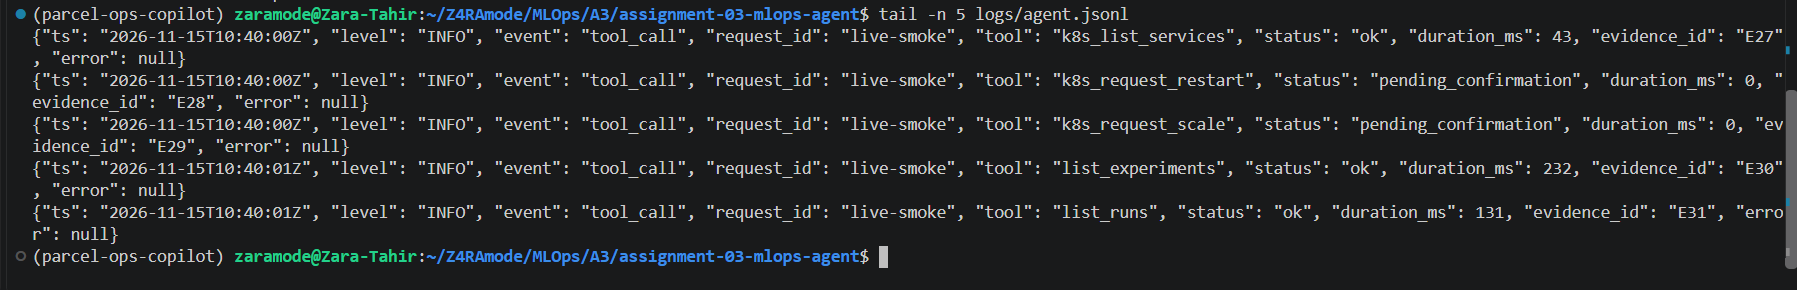 (parcel-ops-copilot) zaramode@Zara-Tahir:~/Z4RAmode/MLOps/A3/assignment-03-mlops-agent$ tail -n 5 logs/agent.jsonl
{"ts": "2026-11-15T10:40:00Z", "level": "INFO", "event": "tool_call", "request_id": "live-smoke", "tool": "k8s_list_services", "status": "ok", "duration_ms": 43, "evidence_id": "E27"
, "error": null}
{"ts": "2026-11-15T10:40:00Z", "level": "INFO", "event": "tool_call", "request_id": "live-smoke", "tool": "k8s_request_restart", "status": "pending_confirmation", "duration_ms": 0, "
evidence_id": "E28", "error": null}
{"ts": "2026-11-15T10:40:00Z", "level": "INFO", "event": "tool_call", "request_id": "live-smoke", "tool": "k8s_request_scale", "status": "pending_confirmation", "duration_ms": 0, "ev
idence_id": "E29", "error": null}
{"ts": "2026-11-15T10:40:01Z", "level": "INFO", "event": "tool_call", "request_id": "live-smoke", "tool": "list_experiments", "status": "ok", "duration_ms": 232, "evidence_id": "E30"
, "error": null}
{"ts": "2026-11-15T10:40:01Z", "level": "INFO", "event": "tool_call", "request_id": "live-smoke", "tool": "list_runs", "status": "ok", "duration_ms": 131, "evidence_id": "E31", "erro
r": null}
(parcel-ops-copilot) zaramode@Zara-Tahir:~/Z4RAmode/MLOps/A3/assignment-03-mlops-agent$